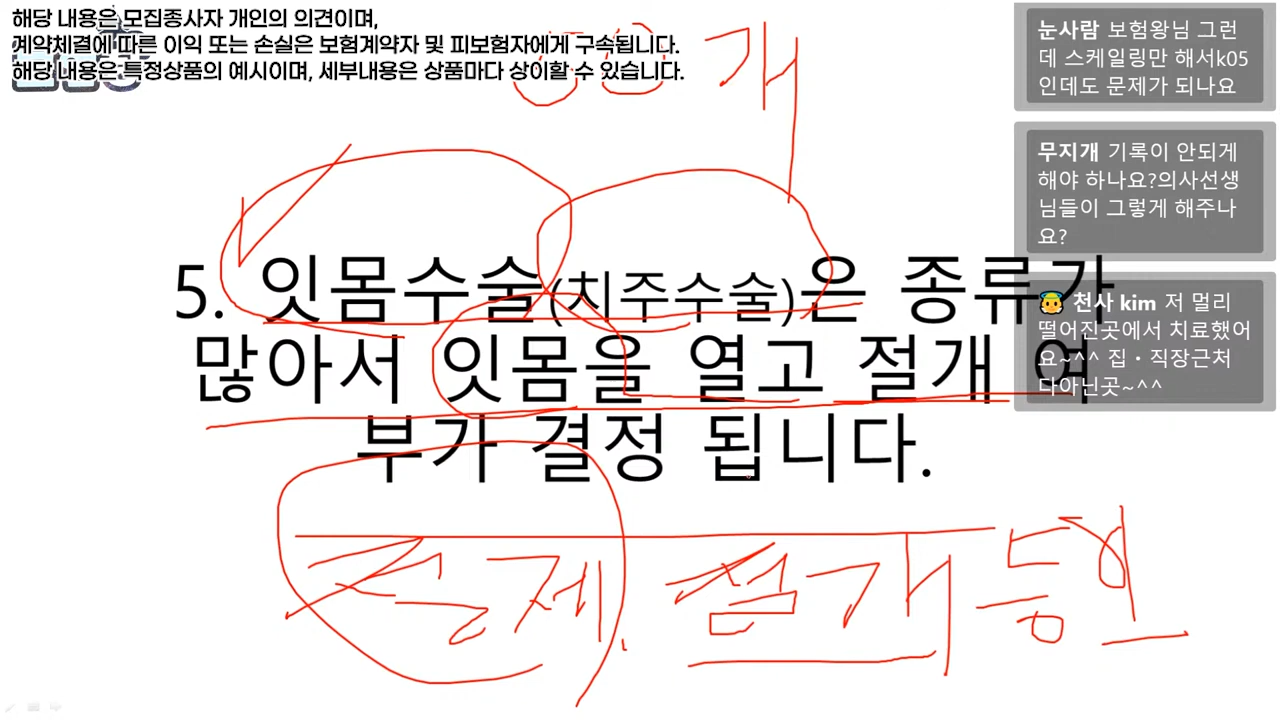 해당 내용은 모집종사자 개인의 의견이며,
계약체결에 따른 이익 또는 손실은 보험계약자 및 피보험자에게 구속됩니다.
해당 내용은 특정상품의 예시이며, 세부내용은 상품마다 상이할 수 있습니다.
개
눈사람 보험왕님 그런
데 스케일링만 해서k05
인데도 문제가 되나요
무지개 기록이 안되게
해야 하나요?의사선생
님들이 그렇게 해주나
요?
천사 kim 저 멀리
떨어진곳에서 치료했어
요~^^ 집·직장근처
다아닌곳~^^
5. 잇몸수술(치주수술)은 종류가
많아서 잇몸을 열고 절개 여
부가 결정 됩니다.
절제, 절개 동일